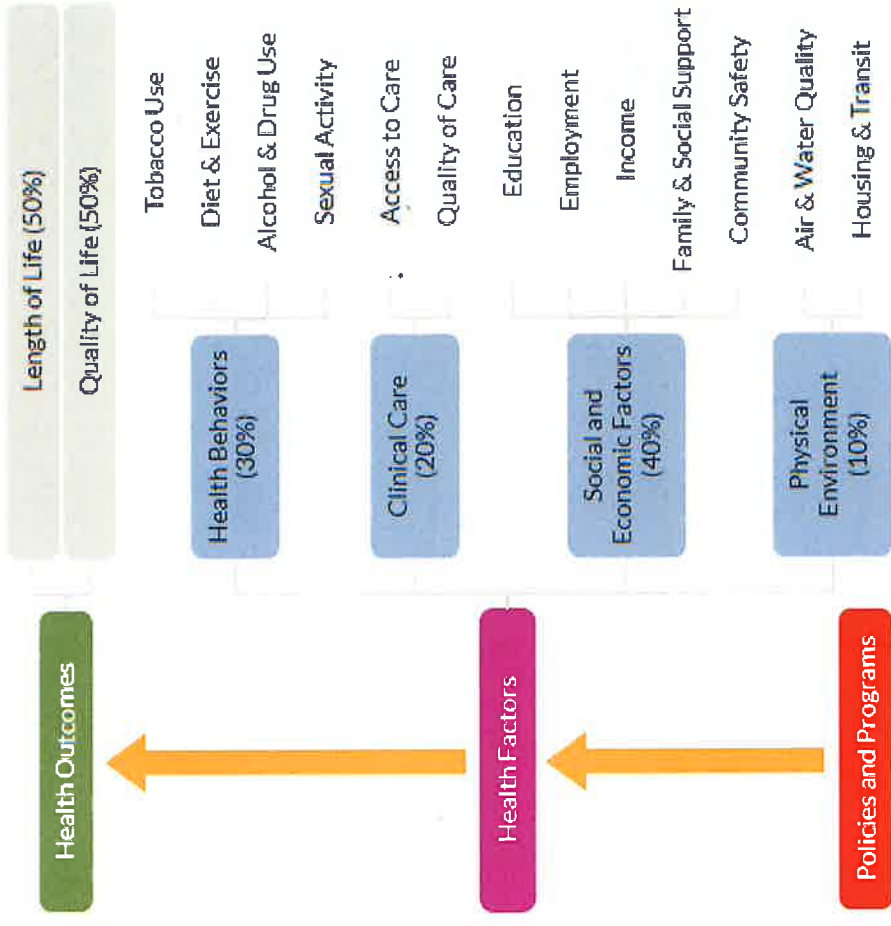 Health Outcomes
Length of Life (50%)
Quality of Life (50%)
Health Factors
Health Behaviors
(30%)
Tobacco Use
Diet & Exercise
Alcohol & Drug Use
Sexual Activity
Clinical Care
(20%)
Access to Care
Quality of Care
Social and
Economic Factors
(40%)
Education
Employment
Income
Family & Social Support
Community Safety
Physical
Environment
(10%)
Air & Water Quality
Housing & Transit
Policies and Programs